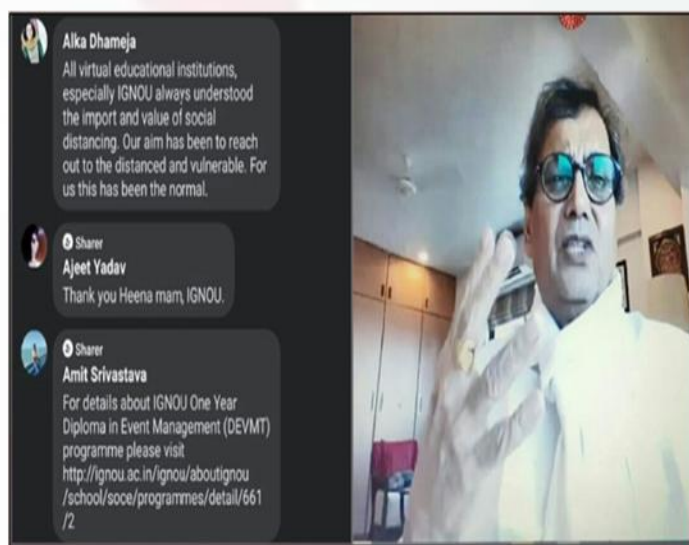 Alka Dhameja
All virtual educational institutions,
especially IGNOU always understood
the import and value of social
distancing. Our aim has been to reach
out to the distanced and vulnerable. For
us this has been the normal.
Sharer
Ajeet Yadav
Thank you Heena mam, IGNOU.
Sharer
Amit Srivastava
For details about IGNOU One Year
Diploma in Event Management (DEVMT)
programme please visit
http://ignou.ac.in/ignou/aboutignou
/school/soce/programmes/detail/661
/2